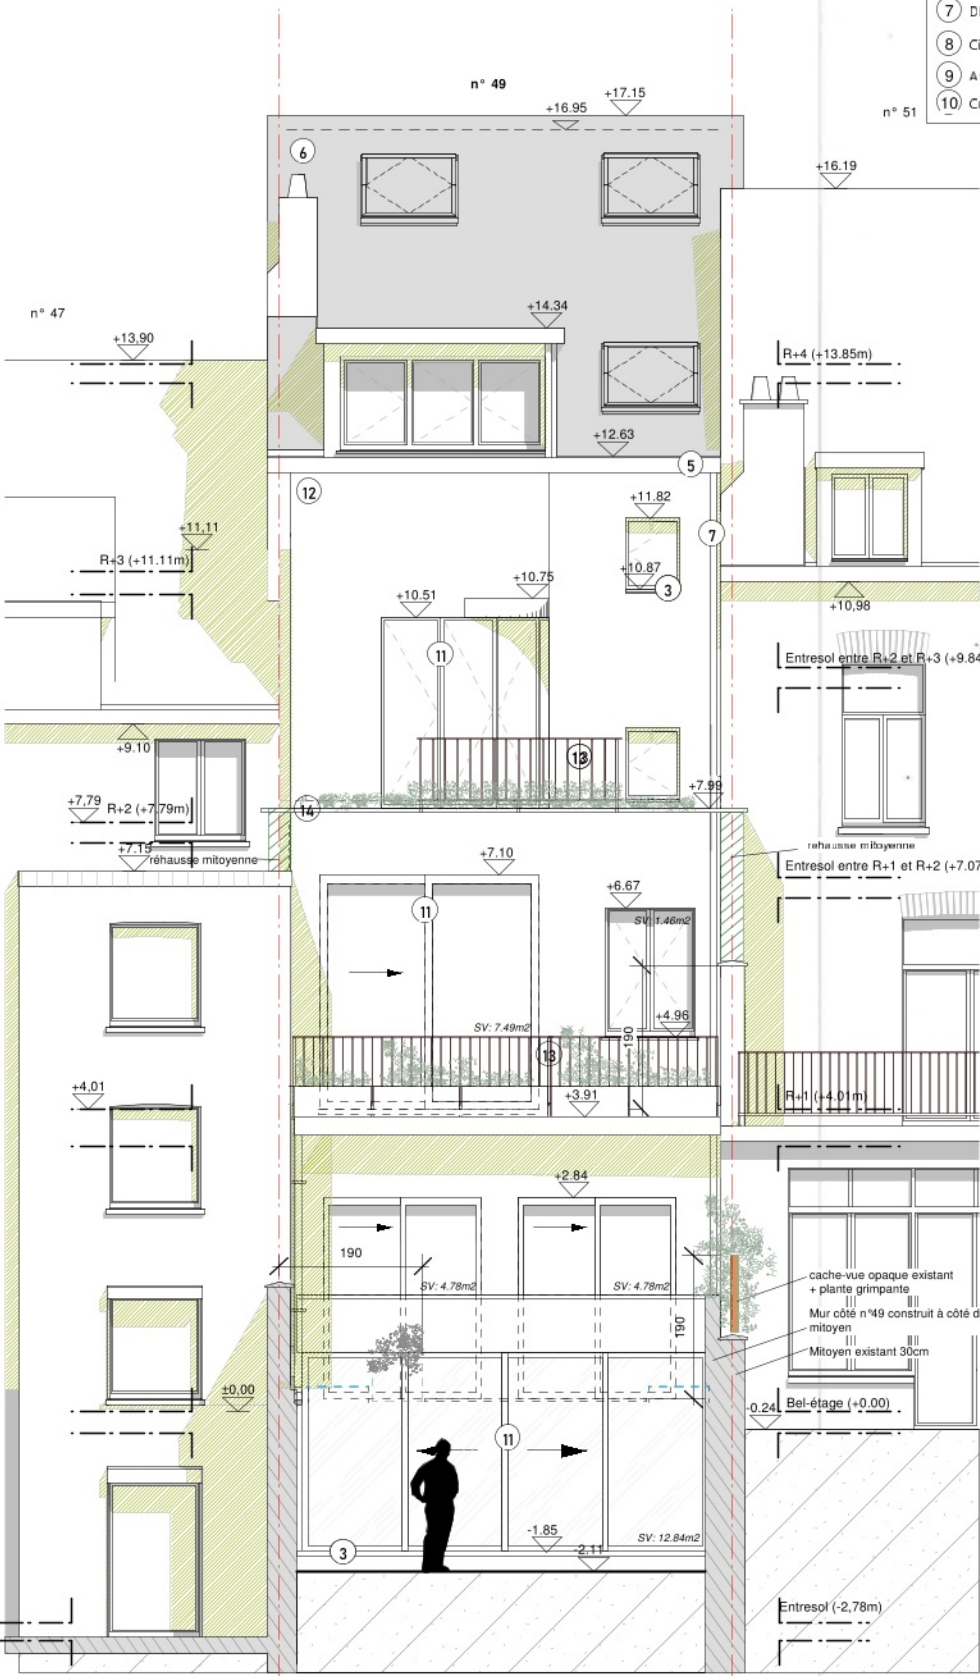 7
8
9
10
n° 49
n° 51
+17.15
+16.95
6
+16.19
n° 47
+14.34
+13,90
R+4 (+13.85m)
+12.63
5
12
+11.82
+11,11
7
R+3 (+11.11m)
+10.87
+10.75
3
+10.51
+10,98
11
Entresol entre R+2 et R+3 (+9.84
+9.10
13
+7.99
+7,79
R+2 (+7.79m)
14
+7.15
réhausse mitoyenne
rehausse mitoyenne
+7.10
Entresol entre R+1 et R+2 (+7.07
+6.67
11
SV: 1.46m2
SV: 7.49m2
+4.96
190
13
+4,01
+3.91
R+1 (+4.01m)
+2.84
190
SV: 4.78m2
SV: 4.78m2
cache-vue opaque existant
+ plante grimpante
Mur côté n°49 construit à côté d
mitoyen
190
Mitoyen existant 30cm
±0,00
-0.24
Bel-étage (+0.00)
11
-1.85
SV: 12.84m2
3
-2.11
Entresol (-2,78m)